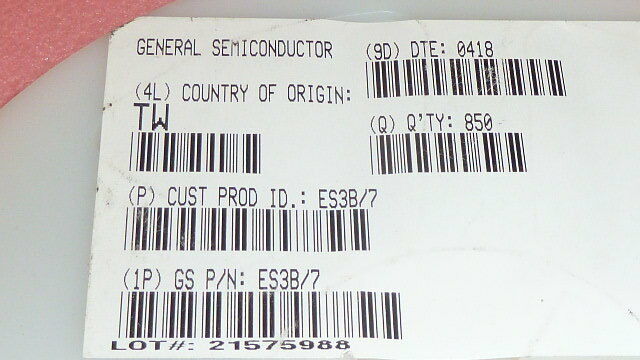 GENERAL SEMICONDUCTOR
(9D) DTE: 0418
(4L) COUNTRY OF ORIGIN:
TW
(Q) Q'TY: 850
(P) CUST PROD ID.: ES3B/7
(1P) GS P/N: ES3B/7
LOT#: 21575988